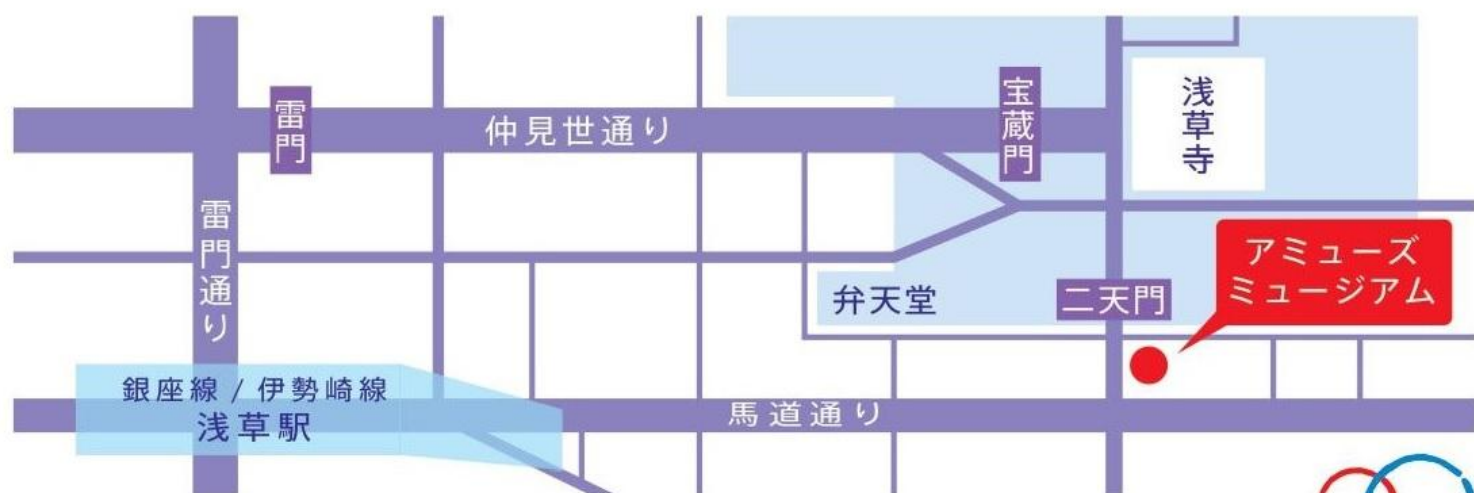 雷門
仲見世通り
宝蔵門
浅草寺
雷門通り
アミューズ
ミュージアム
弁天堂
二天門
銀座線 / 伊勢崎線
浅草駅
馬道通り